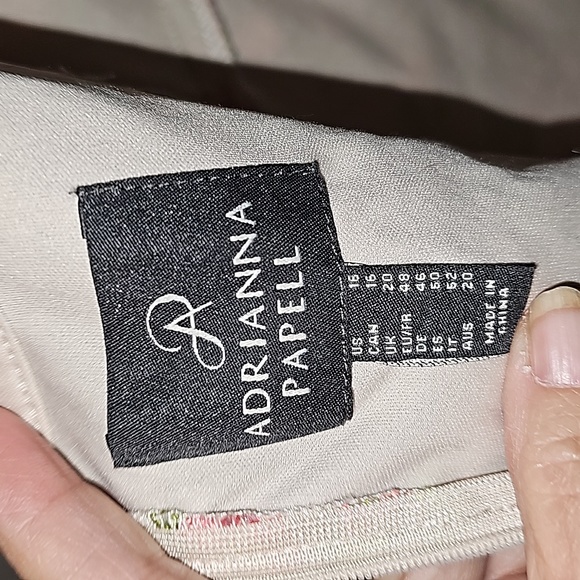 ADRIANNA
PAPELL
US 16
CAN 16
UK 20
EU/FR 48
DE 46
ES 50
IT 52
AUS 20
MADE IN
CHINA